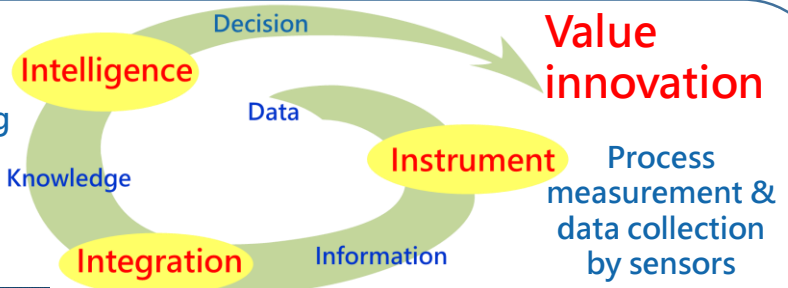 Decision
Value
innovation
Intelligence
Data
g
Instrument
Process
measurement &
data collection
by sensors
Knowledge
Integration
Information